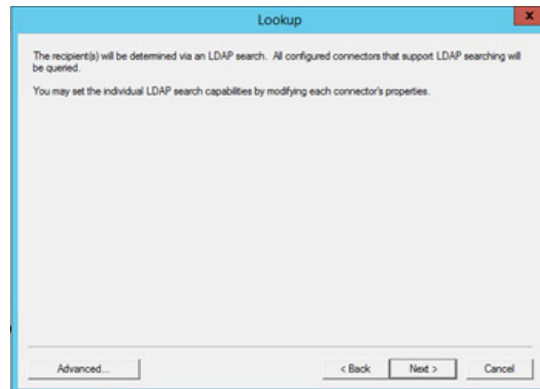 Lookup
x
The recipient(s) will be determined via an LDAP search. All configured connectors that support LDAP searching will
be queried.
You may set the individual LDAP search capabilities by modifying each connector's properties.
Advanced...
< Back
Next >
Cancel